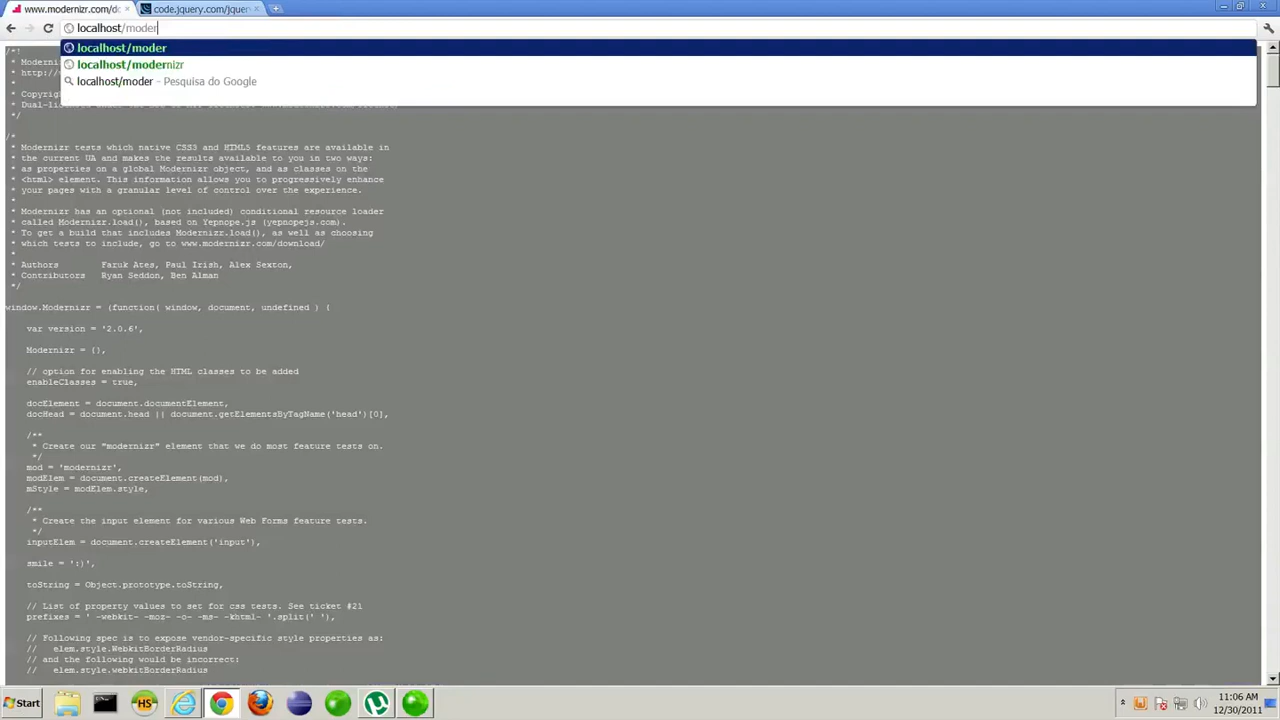 www.modernizr.com/do
code.jquery.com/jquer
localhost/moder
localhost/moder
localhost/modernizr
localhost/moder - Pesquisa do Google
/*!
* Moderni
* http://
*
* Copyrig
*/
/*
* Modernizr tests which native CSS3 and HTML5 features are available in
* the current UA and makes the results available to you in two ways:
* as properties on a global Modernizr object, and as classes on the
* <html> element. This information allows you to progressively enhance
* your pages with a granular level of control over the experience.
*
* Modernizr has an optional (not included) conditional resource loader
* called Modernizr.load(), based on Yepnope.js (yepnopejs.com).
* To get a build that includes Modernizr.load(), as well as choosing
* which tests to include, go to www.modernizr.com/download/
*
* Authors        Faruk Ates, Paul Irish, Alex Sexton,
* Contributors   Ryan Seddon, Ben Alman
*/
window.Modernizr = (function( window, document, undefined ) {
var version = '2.0.6',
Modernizr = {},
// option for enabling the HTML classes to be added
enableClasses = true,
docElement = document.documentElement,
docHead = document.head || document.getElementsByTagName('head')[0],
/**
* Create our "modernizr" element that we do most feature tests on.
*/
mod = 'modernizr',
modElem = document.createElement(mod),
mStyle = modElem.style,
/**
* Create the input element for various Web Forms feature tests.
*/
inputElem = document.createElement('input'),
smile = ':)',
toString = Object.prototype.toString,
// List of property values to set for css tests. See ticket #21
prefixes = ' -webkit- -moz- -o- -ms- -khtml- '.split(' '),
// Following spec is to expose vendor-specific style properties as:
//   elem.style.WebkitBorderRadius
// and the following would be incorrect:
//   elem.style.webkitBorderRadius
Start
HS
11:06 AM
12/30/2011